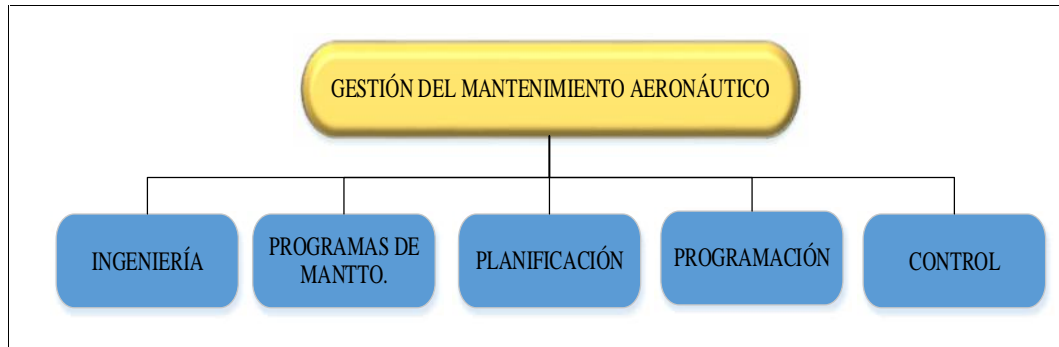 GESTIÓN DEL MANTENIMIENTO AERONÁUTICO
INGENIERÍA
PROGRAMAS DE
MANTTO.
PLANIFICACIÓN
PROGRAMACIÓN
CONTROL